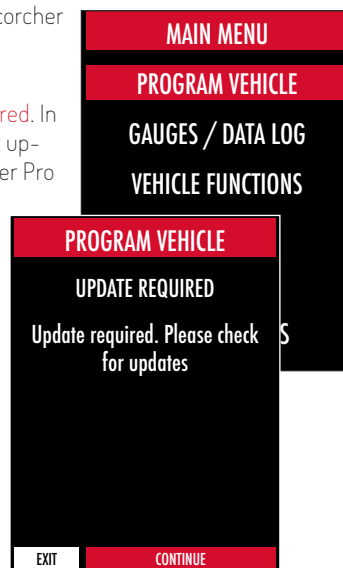 corcher
red. In
up-
er Pro
MAIN MENU
PROGRAM VEHICLE
GAUGES / DATA LOG
VEHICLE FUNCTIONS
S
PROGRAM VEHICLE
UPDATE REQUIRED
Update required. Please check
for updates
EXIT
CONTINUE